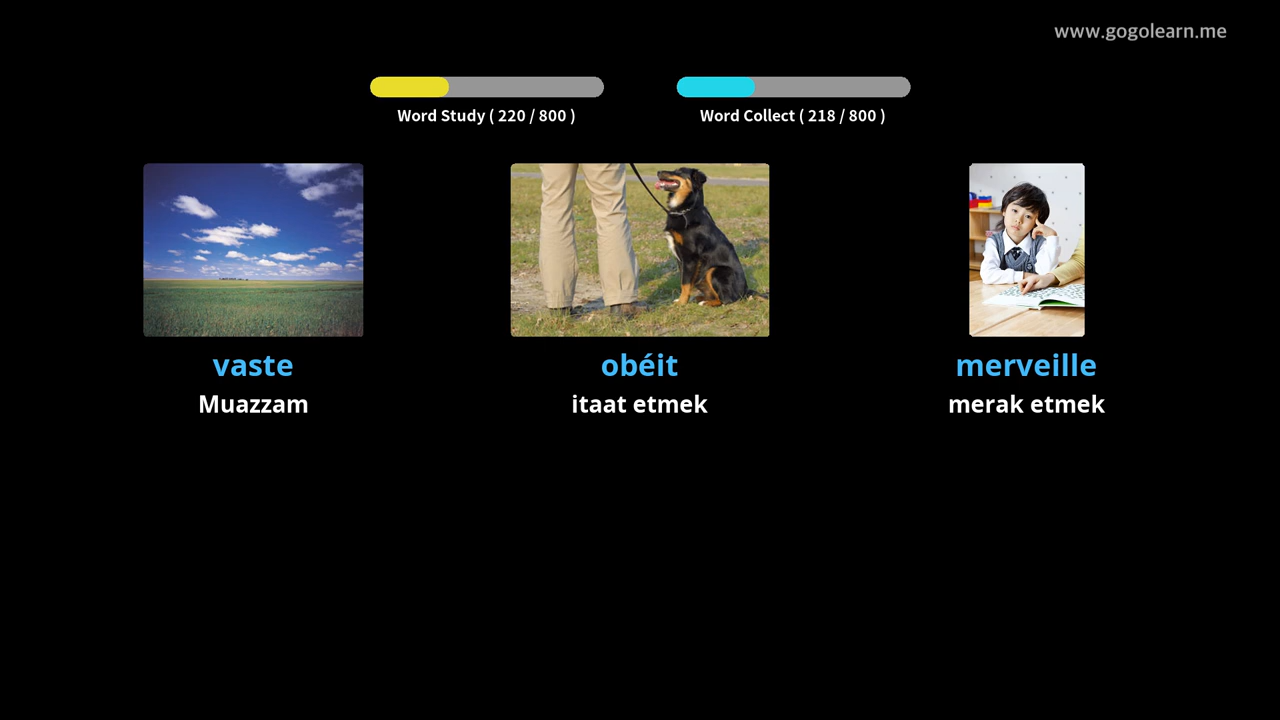 www.gogolearn.me
Word Study ( 220 / 800 )
Word Collect ( 218 / 800 )
vaste
obéit
merveille
Muazzam
itaat etmek
merak etmek